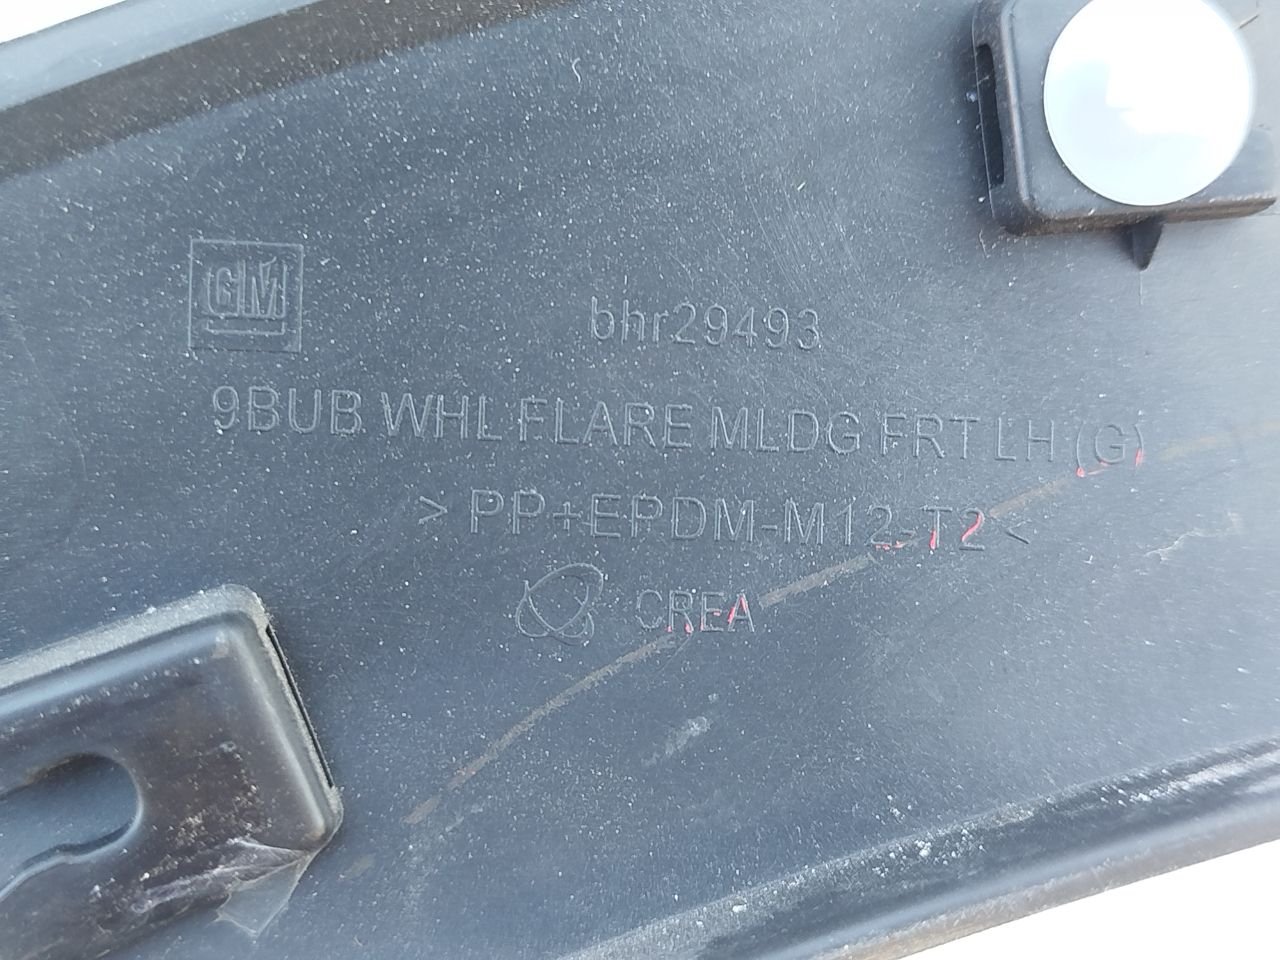 GM
bhr29493
9BUB WHL FLARE MLDG FRT LH (G)
> PP+EPDM-M12-T2 <
CREA